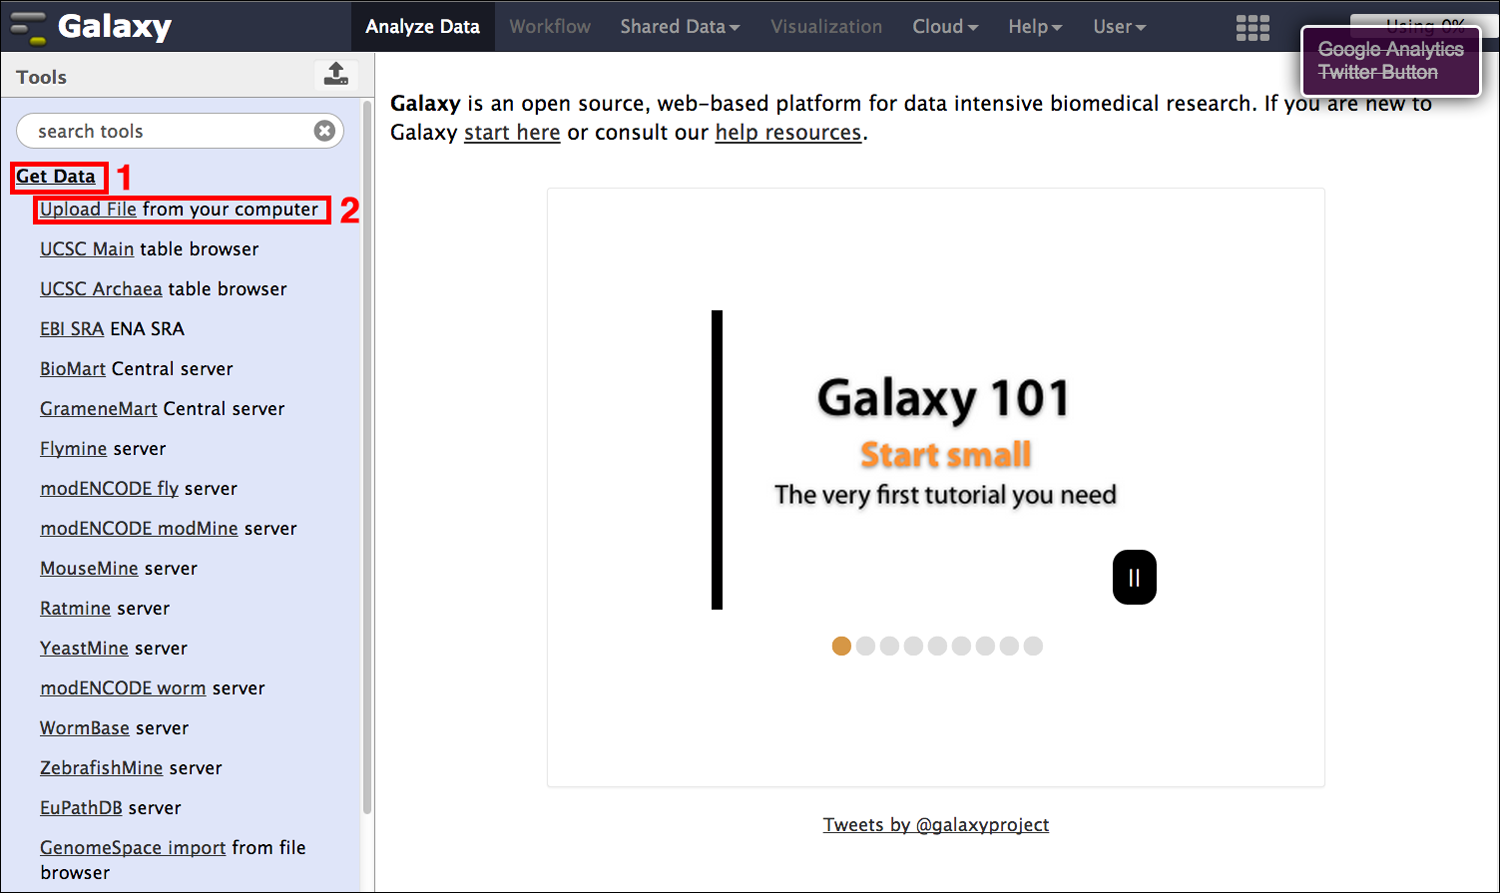 Galaxy
Analyze Data
Workflow
Shared Data
Visualization
Cloud
Help
User
Using 0%
Google Analytics
Twitter Button
Tools
search tools
Get Data 1
Upload File from your computer 2
UCSC Main table browser
UCSC Archaea table browser
EBI SRA ENA SRA
BioMart Central server
GrameneMart Central server
Flymine server
modENCODE fly server
modENCODE modMine server
MouseMine server
Ratmine server
YeastMine server
modENCODE worm server
WormBase server
ZebrafishMine server
EuPathDB server
GenomeSpace import from file
browser
Galaxy is an open source, web-based platform for data intensive biomedical research. If you are new to
Galaxy start here or consult our help resources.
Galaxy 101
Start small
The very first tutorial you need
Tweets by @galaxyproject